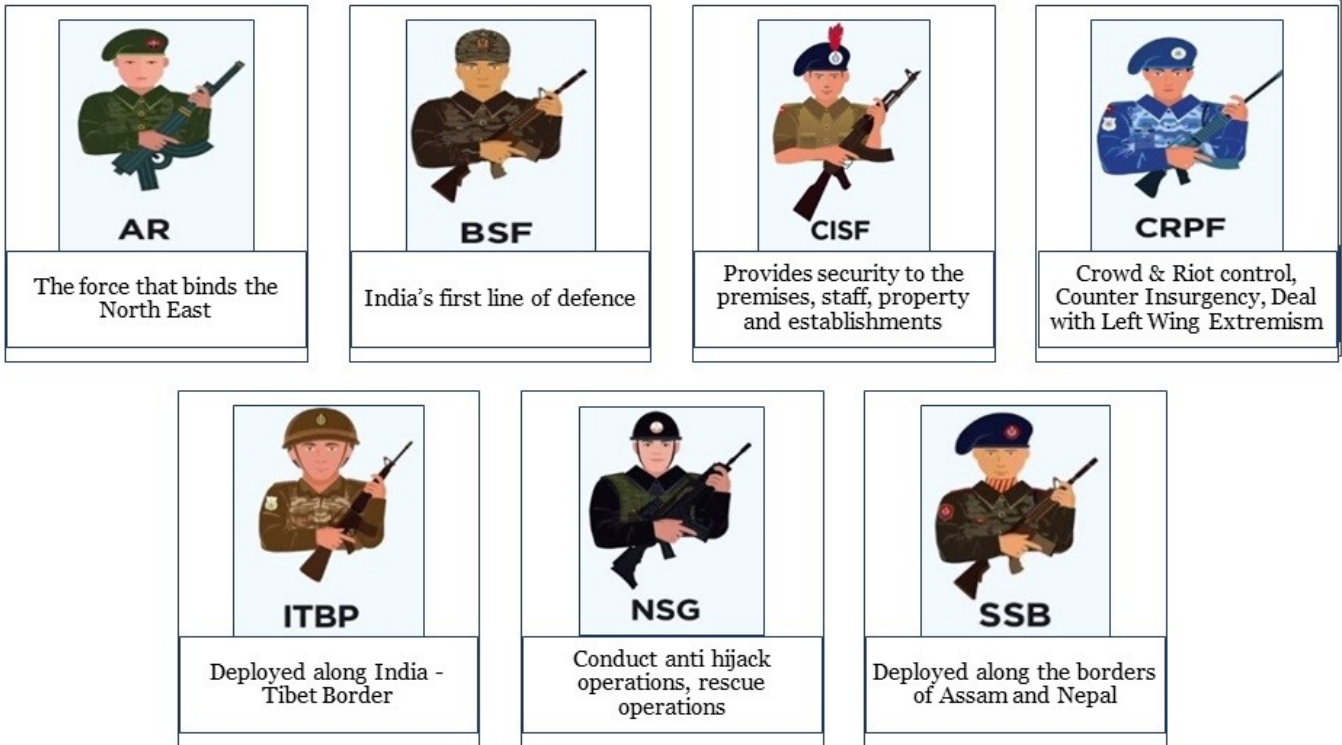 AR
The force that binds the
North East
BSF
India's first line of defence
CISF
Provides security to the
premises, staff, property
and establishments
CRPF
Crowd & Riot control,
Counter Insurgency, Deal
with Left Wing Extremism
ITBP
Deployed along India -
Tibet Border
NSG
Conduct anti hijack
operations, rescue
operations
SSB
Deployed along the borders
of Assam and Nepal